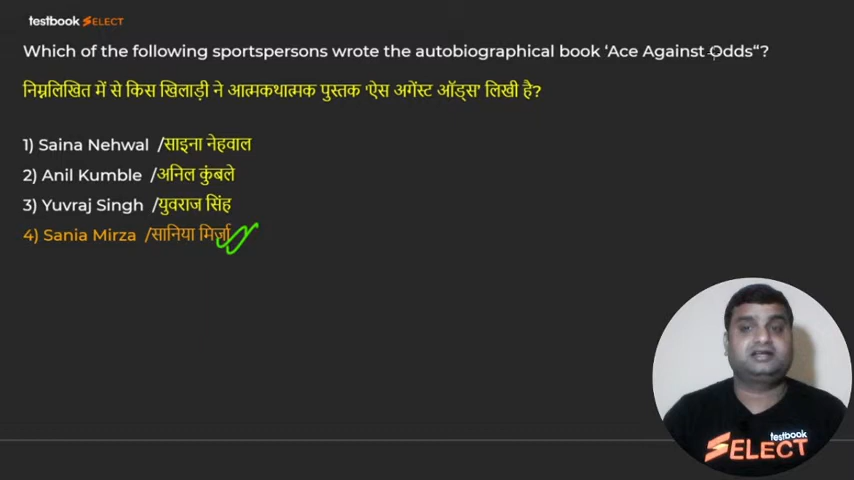 testbook SELECT
Which of the following sportspersons wrote the autobiographical book ‘Ace Against Odds“?
निम्नलिखित में से किस खिलाड़ी ने आत्मकथात्मक पुस्तक 'ऐस अगेंस्ट ऑड्स' लिखी है?
1) Saina Nehwal /साइना नेहवाल
2) Anil Kumble /अनिल कुंबले
3) Yuvraj Singh /युवराज सिंह
4) Sania Mirza /सानिया मिर्ज़ा
testbook
SELECT